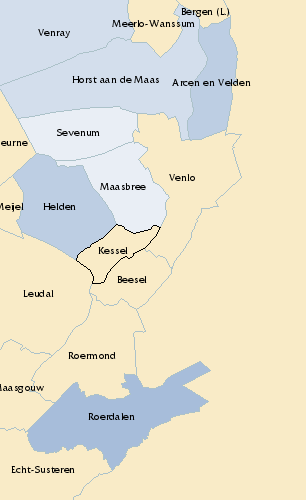 Bergen (L.)
Meerlo-Wanssum
Venray
Horst aan de Maas
Arcen en Velden
Sevenum
eurne
Maasbree
Venlo
Meijel
Helden
Kessel
Beesel
Leudal
Roermond
Maasgouw
Roerdalen
Echt-Susteren